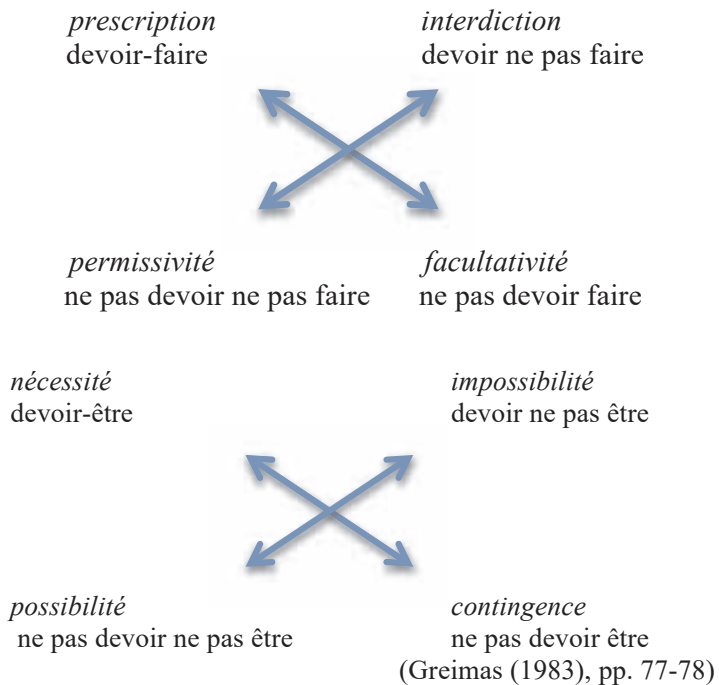 prescription interdiction
devoir-faire devoir ne pas faire
permissivité facultativité
ne pas devoir ne pas faire ne pas devoir faire
nécessité impossibilité
devoir-être devoir ne pas être
possibilité contingence
ne pas devoir ne pas être ne pas devoir être
(Greimas (1983), pp. 77-78)